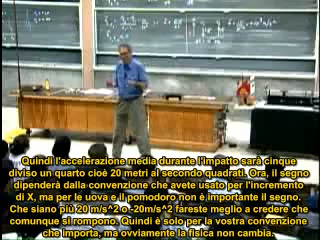 Quindi l'accelerazione media durante l'impatto sarà cinque
diviso un quarto cioè 20 metri al secondo quadrati. Ora, il segno
dipenderà dalla convenzione che avete usato per l'incremento
di X, ma per le uova e il pomodoro non è importante il segno.
Che siano più 20 m/s^2 o -20m/s^2 fareste meglio a credere che
comunque si rompono. Quindi è solo per la vostra convenzione
che importa, ma ovviamente la fisica non cambia.